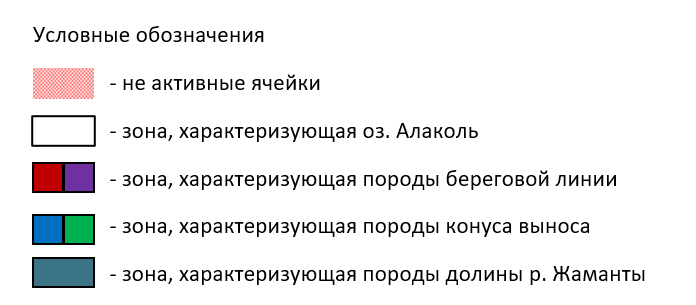 Условные обозначения
- не активные ячейки
- зона, характеризующая оз. Алаколь
- зона, характеризующая породы береговой линии
- зона, характеризующая породы конуса выноса
- зона, характеризующая породы долины р. Жаманты